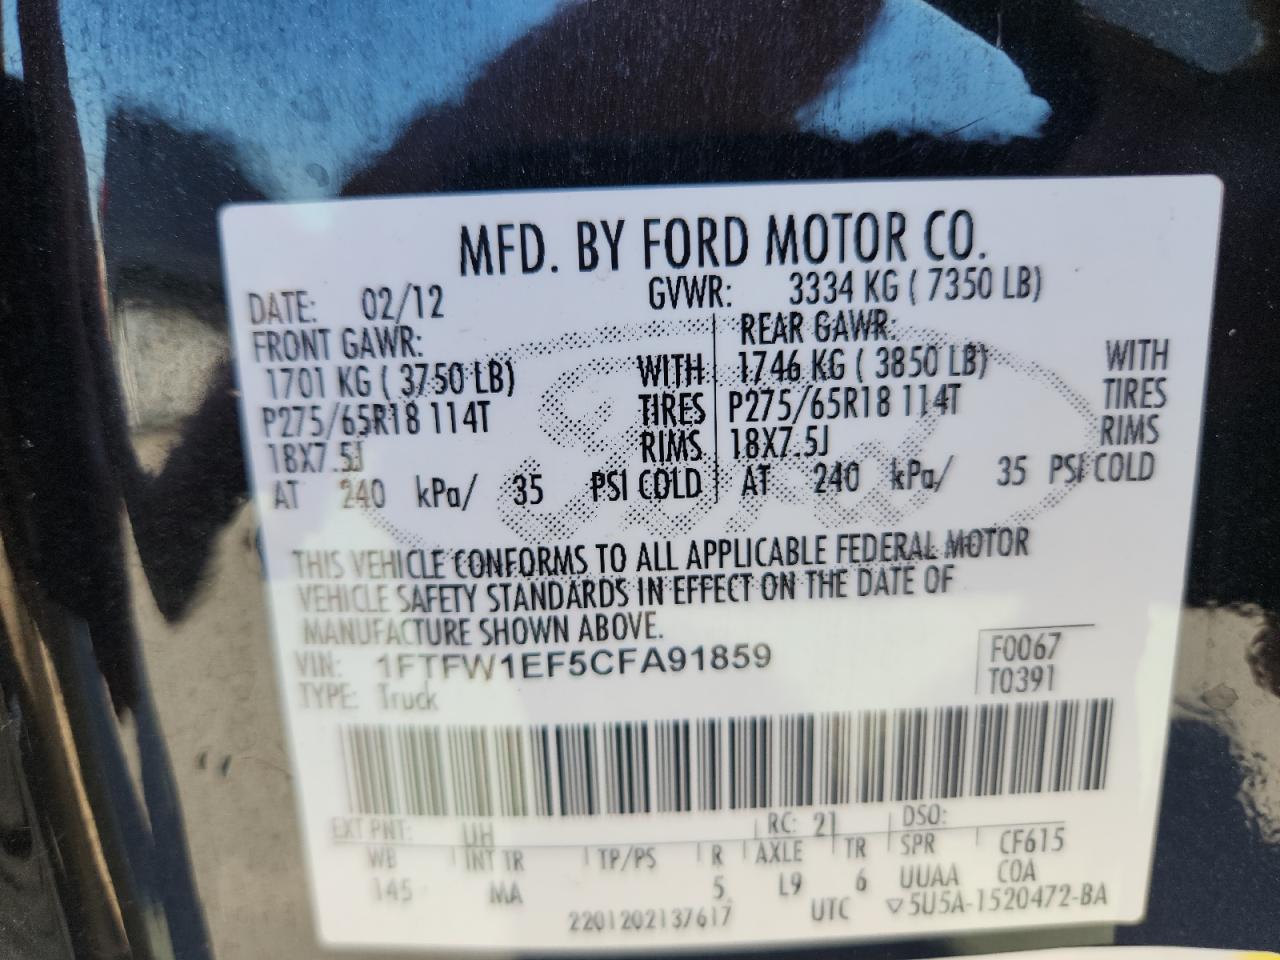 MFD. BY FORD MOTOR CO.
DATE: 02/12 GVWR: 3334 KG ( 7350 LB)
FRONT GAWR: REAR GAWR:
1701 KG ( 3750 LB) WITH 1746 KG ( 3850 LB) WITH
P275/65R18 114T TIRES P275/65R18 114T TIRES
18X7.5J RIMS 18X7.5J RIMS
AT 240 kPa/ 35 PSI COLD AT 240 kPa/ 35 PSI COLD
Ford
THIS VEHICLE CONFORMS TO ALL APPLICABLE FEDERAL MOTOR
VEHICLE SAFETY STANDARDS IN EFFECT ON THE DATE OF
MANUFACTURE SHOWN ABOVE.
VIN: 1FTFW1EF5CFA91859 F0067
TYPE: Truck T0391
EXT PNT: UH RC: 21 DSO:
WB INT TR TP/PS R AXLE TR SPR CF615
145 MA 5 L9 6 UUAA COA
2201202137617 UTC ▽5U5A-1520472-BA